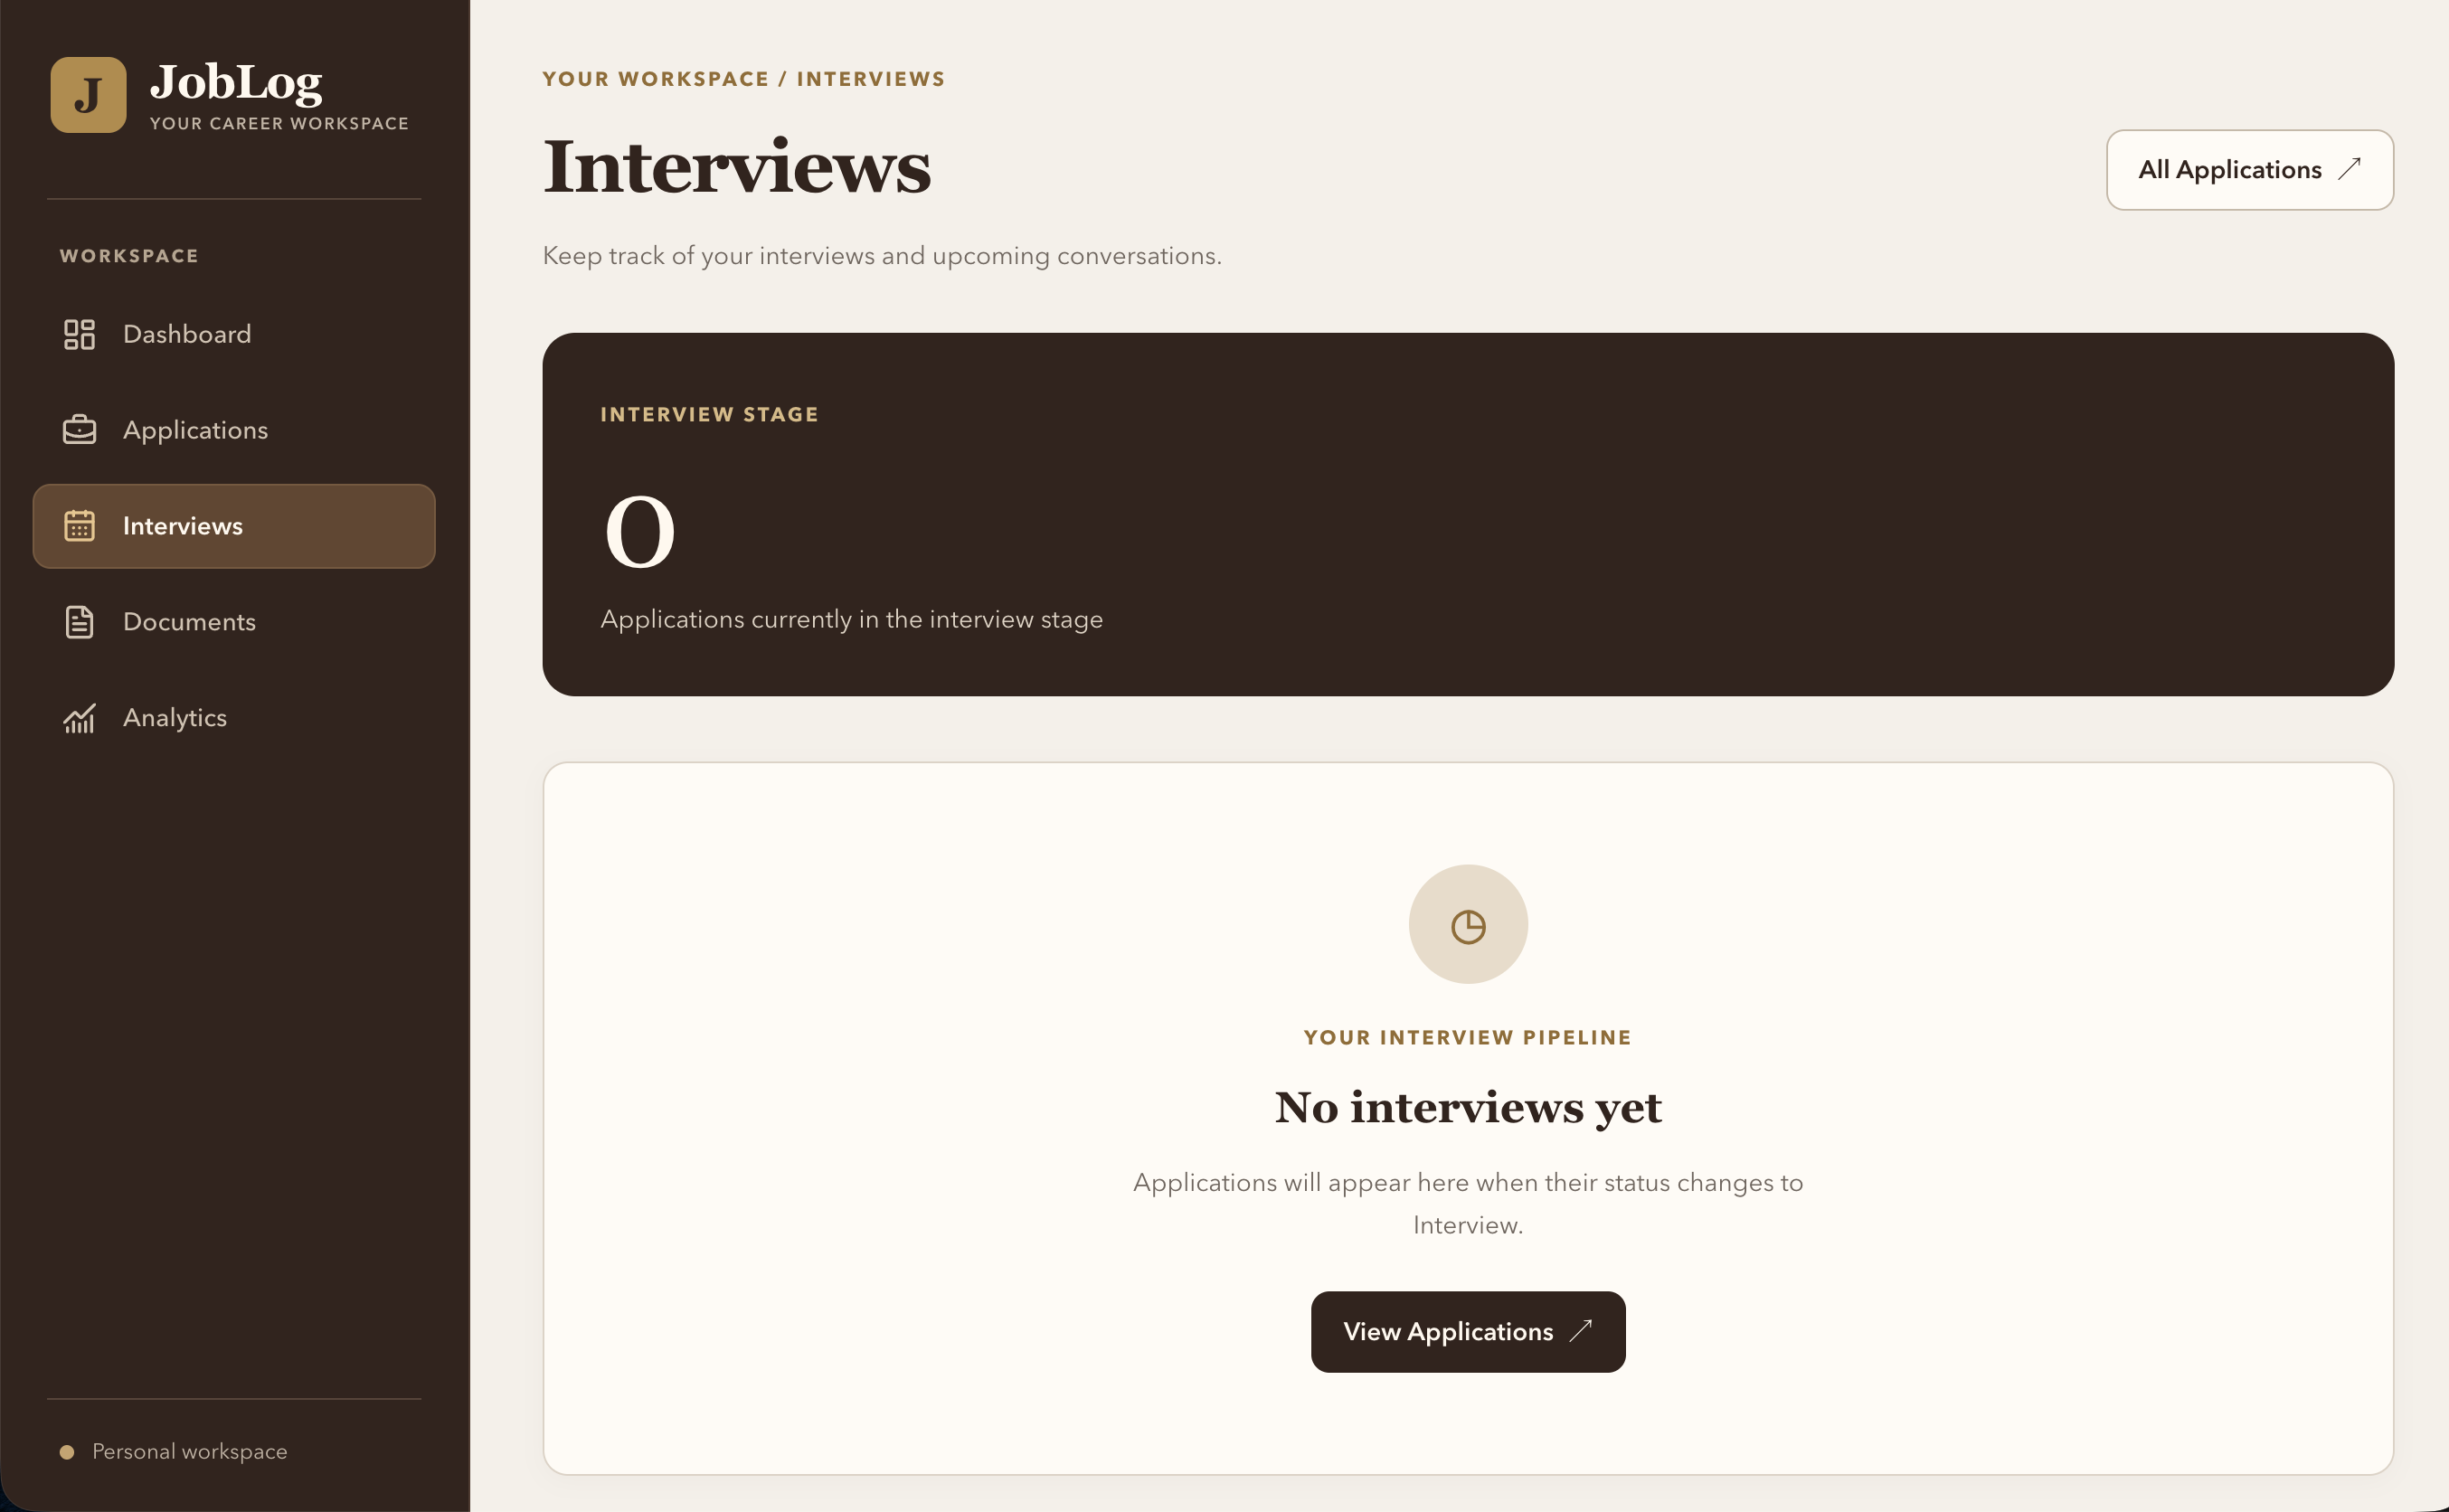 J
JobLog
YOUR CAREER WORKSPACE
WORKSPACE
Dashboard
Applications
Interviews
Documents
Analytics
Personal workspace
YOUR WORKSPACE / INTERVIEWS
Interviews
Keep track of your interviews and upcoming conversations.
All Applications ↗
INTERVIEW STAGE
0
Applications currently in the interview stage
YOUR INTERVIEW PIPELINE
No interviews yet
Applications will appear here when their status changes to
Interview.
View Applications ↗